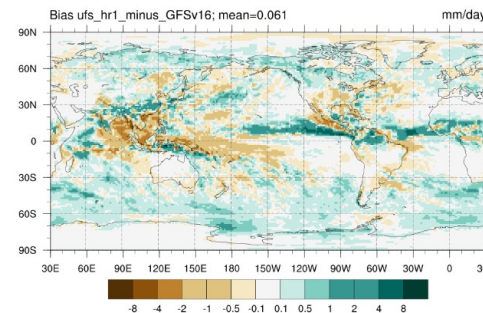 Bias ufs_hr1_minus_GFSv16; mean=0.061 mm/day
90N
60N
30N
0
30S
60S
90S
30E 60E 90E 120E 150E 180 150W 120W 90W 60W 30W 0 30
-8 -4 -2 -1 -0.5 -0.1 0.1 0.5 1 2 4 8